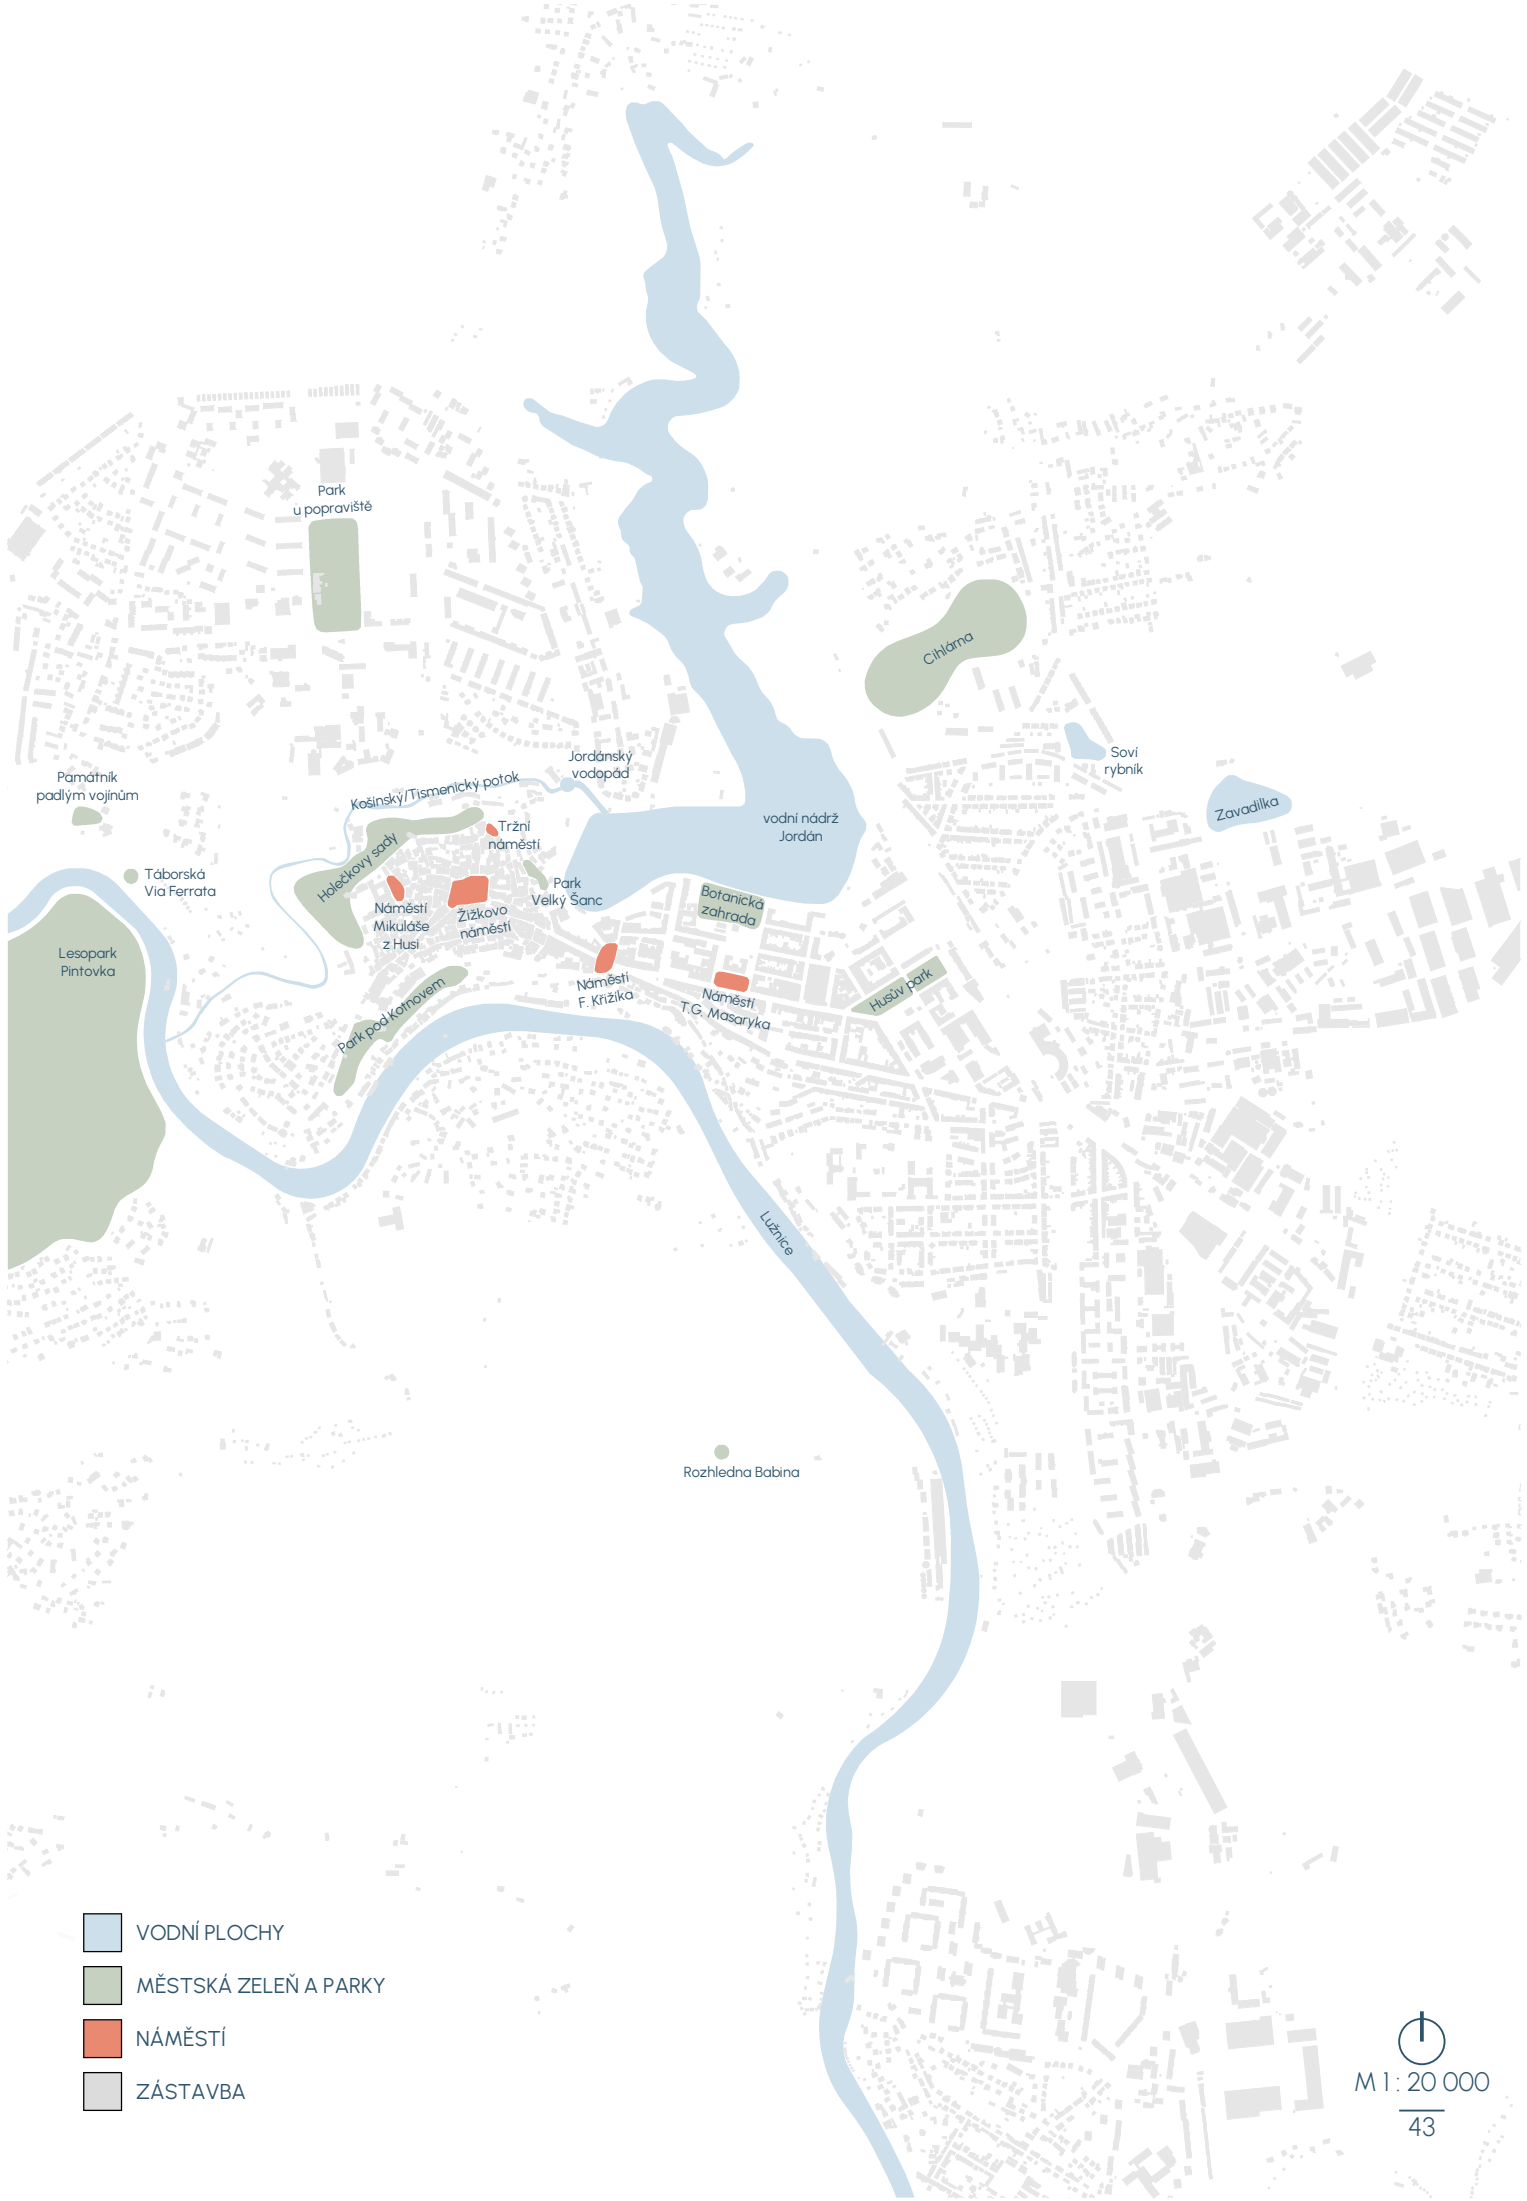 Park
u popraviště
Cihlárna
Soví
rybník
Zavadilka
Jordánský
vodopád
Košínský/Tismenický potok
Památník
padlým vojínům
vodní nádrž
Jordán
Tržní
náměstí
Holečkovy sady
Táborská
Via Ferrata
Park
Velký Šanc
Botanická
zahrada
Náměstí
Mikuláše
z Husi
Žižkovo
náměstí
Lesopark
Pintovka
Náměstí
F. Křižíka
Náměstí
T.G. Masaryka
Husův park
Park pod Kotnovem
Lužnice
Rozhledna Babina
VODNÍ PLOCHY
MĚSTSKÁ ZELEŇ A PARKY
NÁMĚSTÍ
ZÁSTAVBA
M 1 : 20 000
43